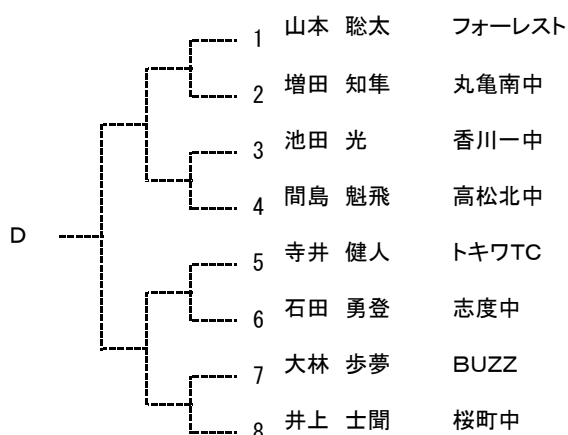 1 山本 聡太 フォーレスト
2 増田 知隼 丸亀南中
3 池田 光 香川一中
4 間島 魁飛 高松北中
D
5 寺井 健人 トキワTC
6 石田 勇登 志度中
7 大林 歩夢 BUZZ
8 井上 士聞 桜町中